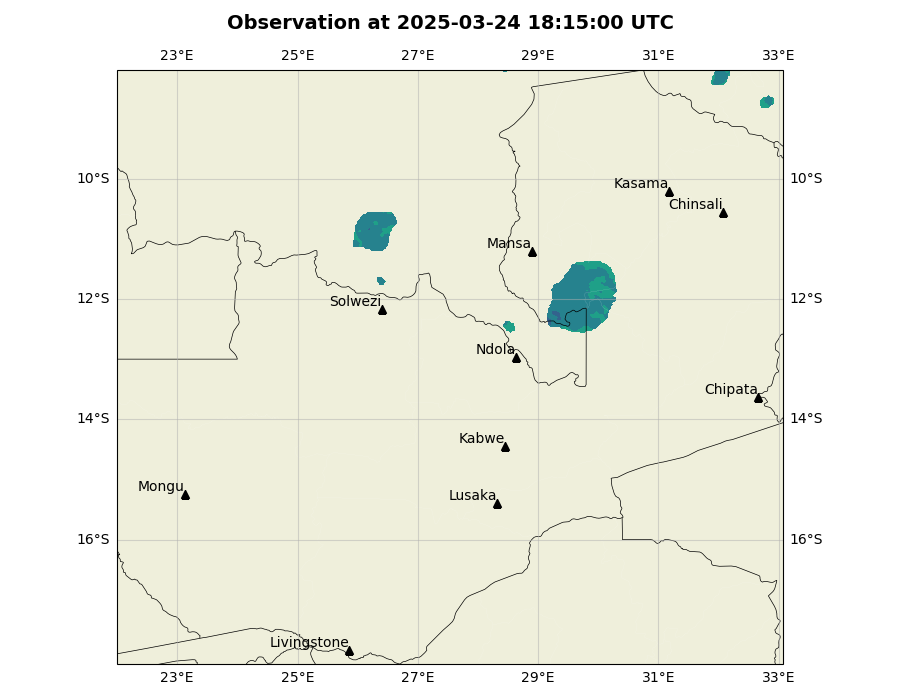 Observation at 2025-03-24 18:15:00 UTC
23°E 25°E 27°E 29°E 31°E 33°E
10°S 10°S
Kasama
Chinsali
Mansa
12°S 12°S
Solwezi
Ndola
Chipata
14°S 14°S
Kabwe
Mongu
Lusaka
16°S 16°S
Livingstone
23°E 25°E 27°E 29°E 31°E 33°E